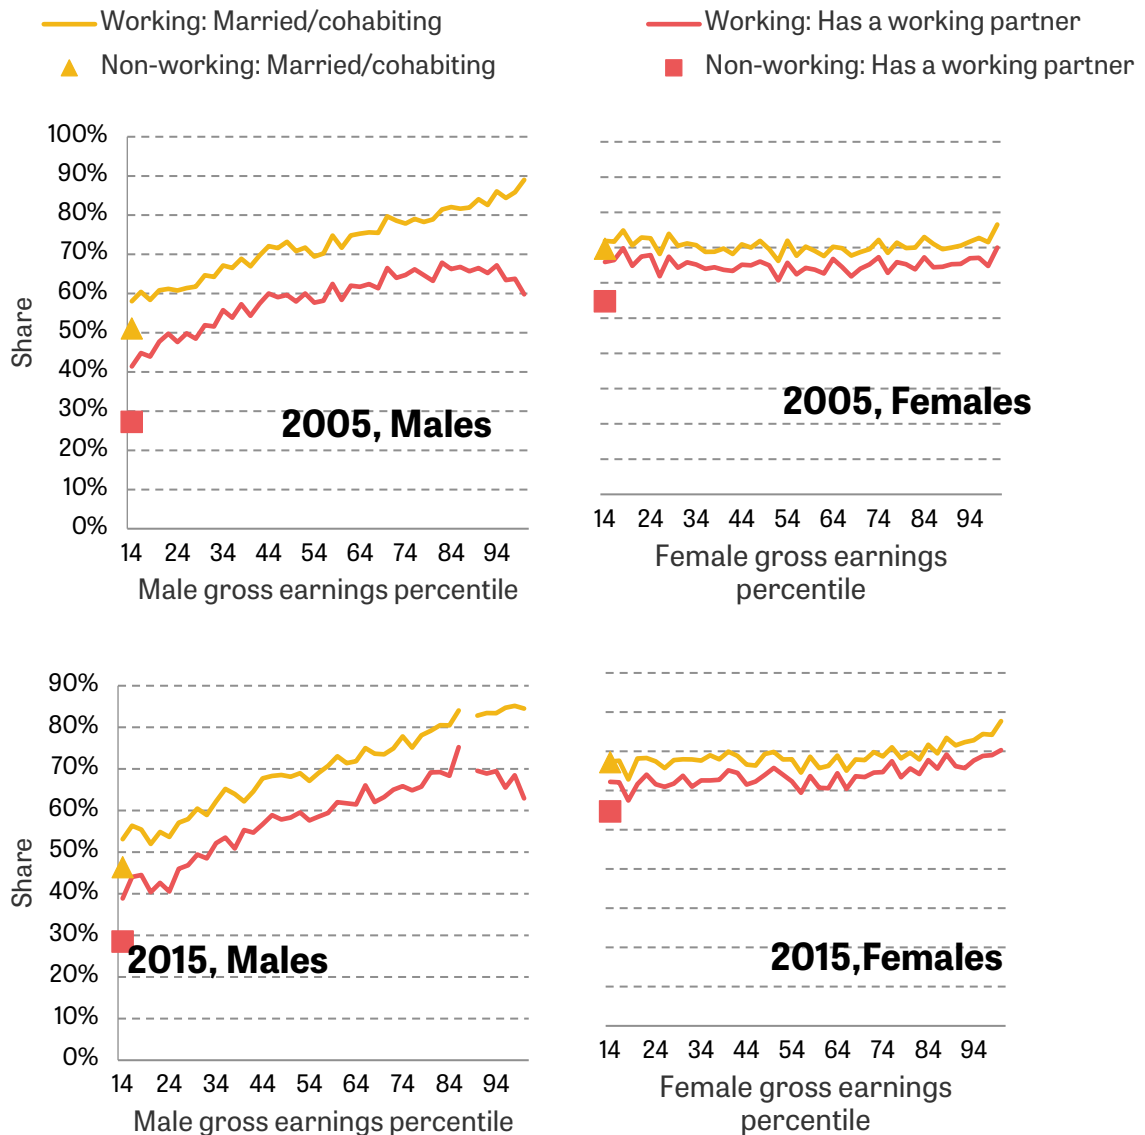 Working: Married/cohabiting
Working: Has a working partner
Non-working: Married/cohabiting
Non-working: Has a working partner
100%
90%
80%
70%
60%
50%
40%
30%
20%
10%
0%
Share
2005, Males
14 24 34 44 54 64 74 84 94
Male gross earnings percentile
2005, Females
14 24 34 44 54 64 74 84 94
Female gross earnings
percentile
90%
80%
70%
60%
50%
40%
30%
20%
10%
0%
Share
2015, Males
14 24 34 44 54 64 74 84 94
Male gross earnings percentile
2015,Females
14 24 34 44 54 64 74 84 94
Female gross earnings
percentile